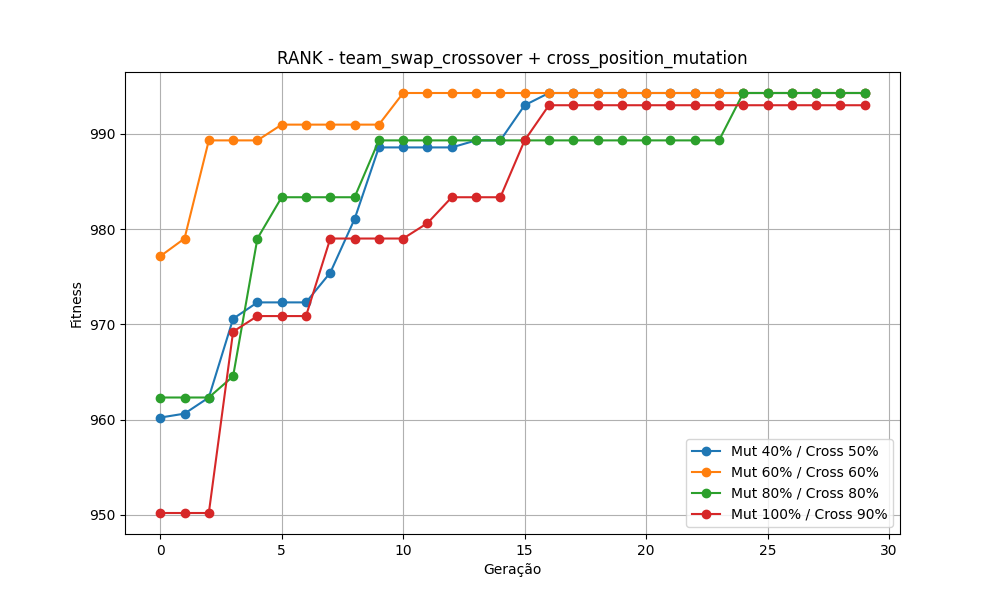 RANK - team_swap_crossover + cross_position_mutation
Fitness
990
980
970
960
950
0 5 10 15 20 25 30
Geração
Mut 40% / Cross 50%
Mut 60% / Cross 60%
Mut 80% / Cross 80%
Mut 100% / Cross 90%